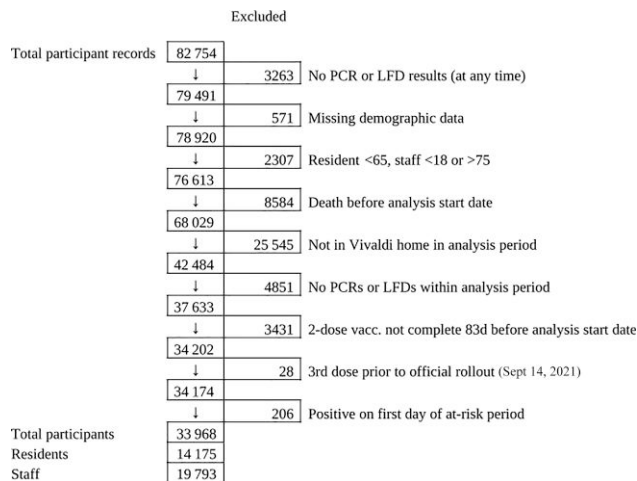 Excluded
Total participant records 82 754
↓ 3263 No PCR or LFD results (at any time)
79 491
↓ 571 Missing demographic data
78 920
↓ 2307 Resident <65, staff <18 or >75
76 613
↓ 8584 Death before analysis start date
68 029
↓ 25 545 Not in Vivaldi home in analysis period
42 484
↓ 4851 No PCRs or LFDs within analysis period
37 633
↓ 3431 2-dose vacc. not complete 83d before analysis start date
34 202
↓ 28 3rd dose prior to official rollout (Sept 14, 2021)
34 174
↓ 206 Positive on first day of at-risk period
Total participants 33 968
Residents 14 175
Staff 19 793